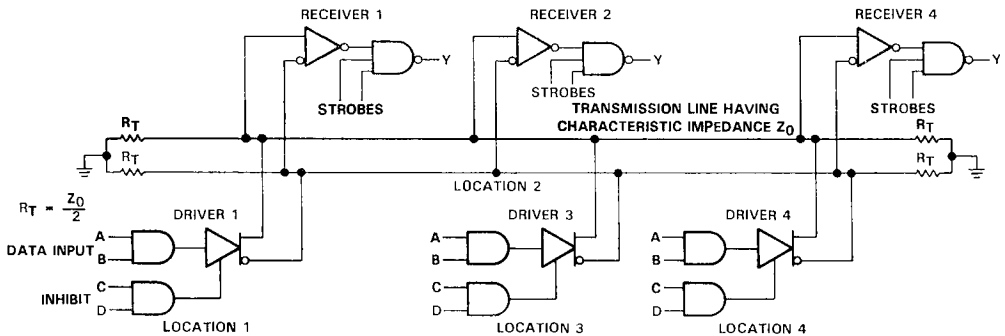 RECEIVER 1 RECEIVER 2 RECEIVER 4
Y Y Y
STROBES STROBES STROBES
TRANSMISSION LINE HAVING
CHARACTERISTIC IMPEDANCE Z0
RT RT
RT RT
LOCATION 2
RT = Z0/2
DRIVER 1 DRIVER 3 DRIVER 4
A A A
DATA INPUT
B B B
C C C
INHIBIT
D D D
LOCATION 1 LOCATION 3 LOCATION 4